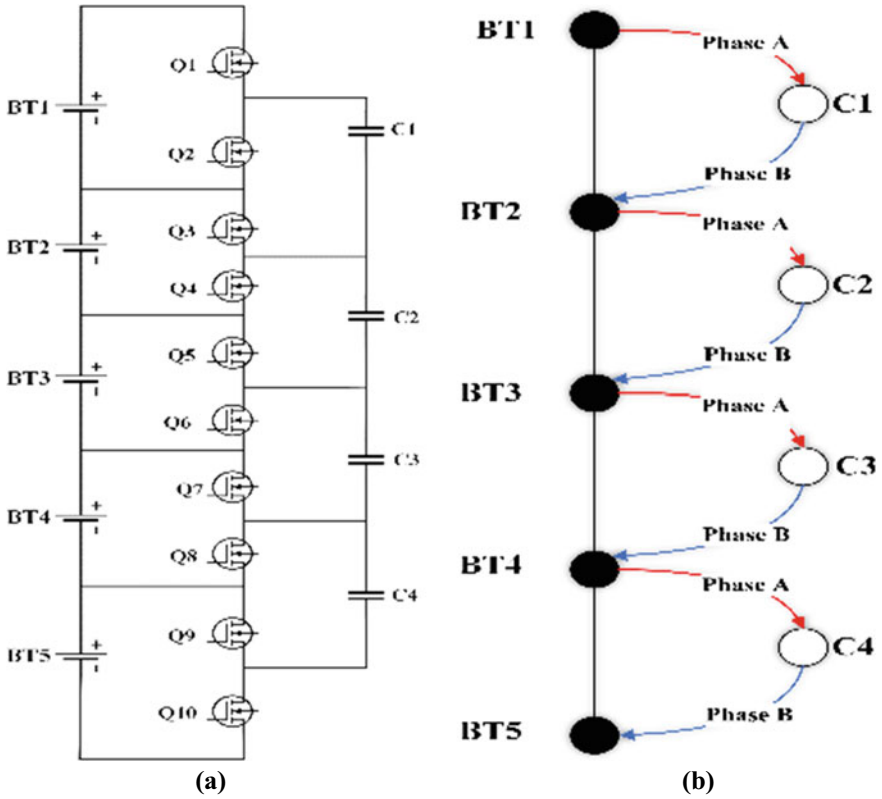 Q1
BT1
+
-
C1
Q2
Q3
BT2
+
-
Q4
C2
Q5
BT3
+
-
Q6
C3
Q7
BT4
+
-
Q8
C4
Q9
BT5
+
-
Q10
(a)
BT1
Phase A
C1
Phase B
BT2
Phase A
C2
Phase B
BT3
Phase A
C3
Phase B
BT4
Phase A
C4
Phase B
BT5
(b)